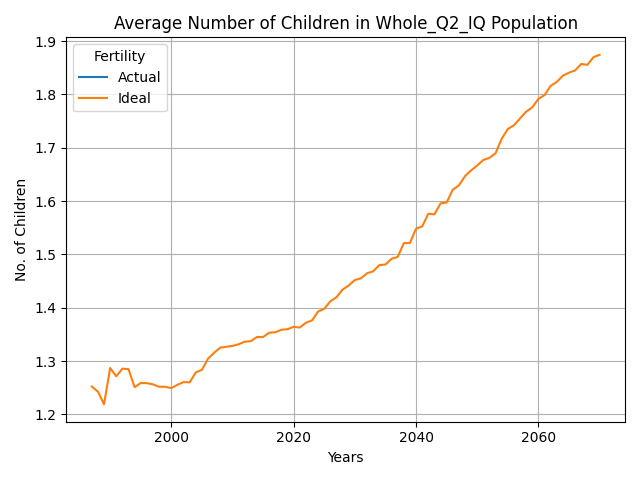 Average Number of Children in Whole_Q2_IQ Population
Fertility
Actual
Ideal
No. of Children
1.9
1.8
1.7
1.6
1.5
1.4
1.3
1.2
2000 2020 2040 2060
Years